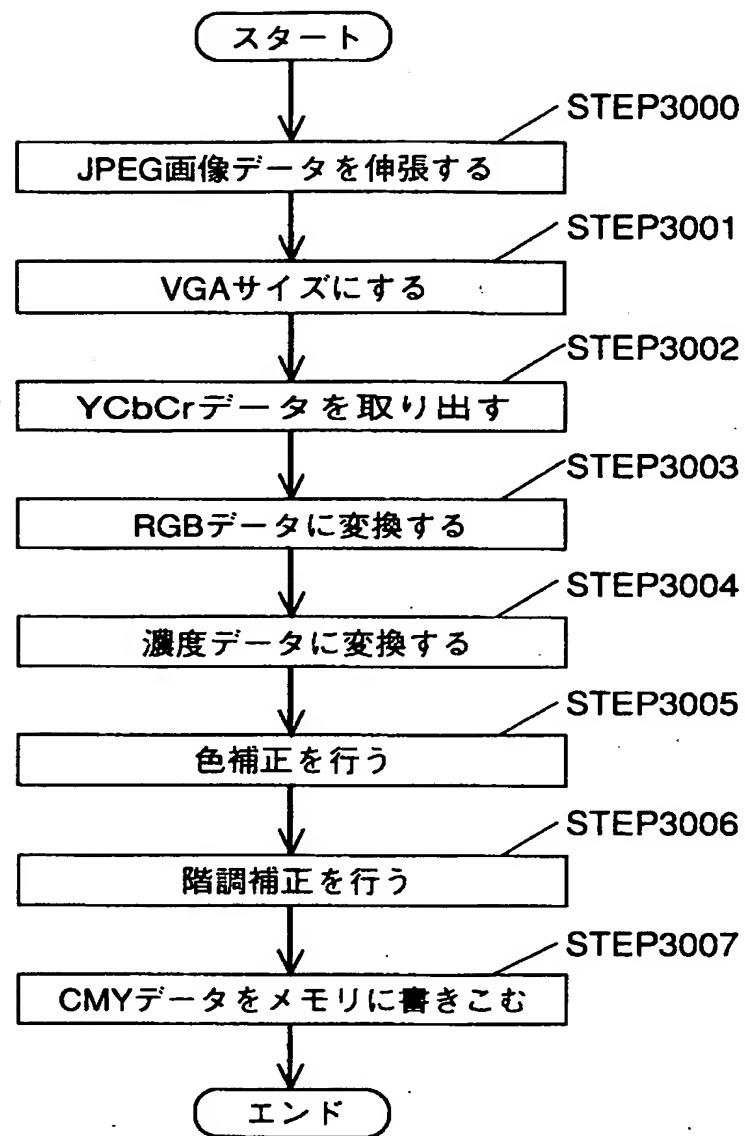 スタート
STEP3000
JPEG画像データを伸張する
STEP3001
VGAサイズにする
STEP3002
YCbCrデータを取り出す
STEP3003
RGBデータに変換する
STEP3004
濃度データに変換する
STEP3005
色補正を行う
STEP3006
階調補正を行う
STEP3007
CMYデータをメモリに書きこむ
エンド